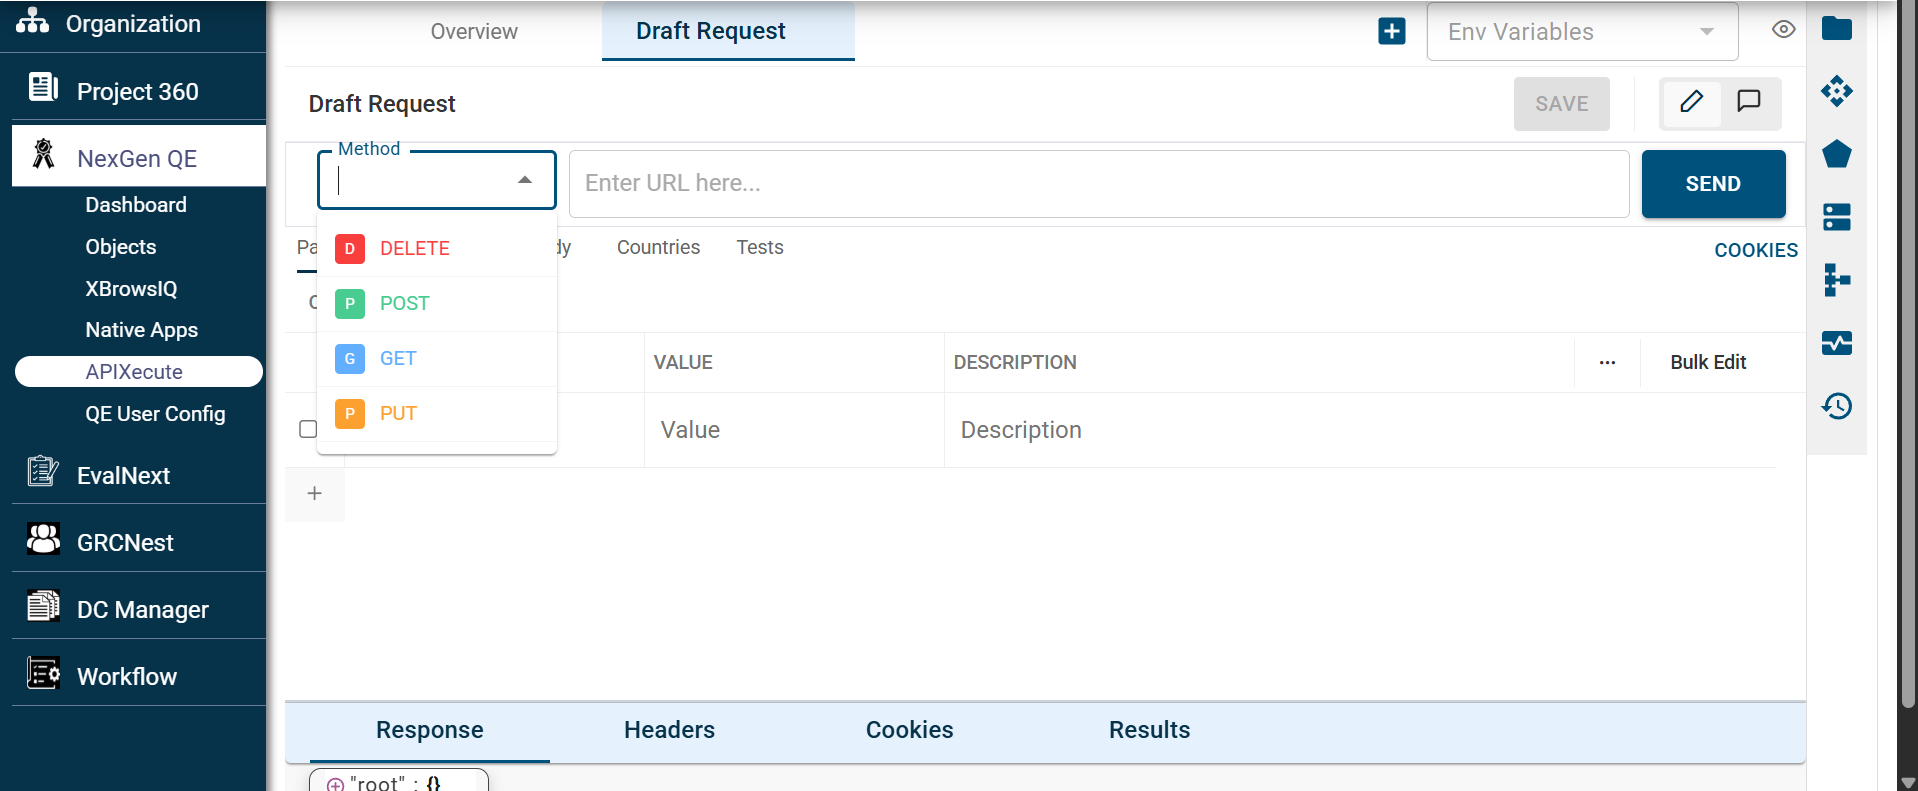 Organization
Project 360
NexGen QE
Dashboard
Objects
XBrowsIQ
Native Apps
APIXecute
QE User Config
EvalNext
GRCNest
DC Manager
Workflow
Overview
Draft Request
Env Variables
Draft Request
SAVE
Method
Enter URL here...
SEND
D DELETE
P POST
G GET
P PUT
Countries
Tests
COOKIES
VALUE
DESCRIPTION
...
Bulk Edit
Value
Description
+
Response
Headers
Cookies
Results
"root" : {}